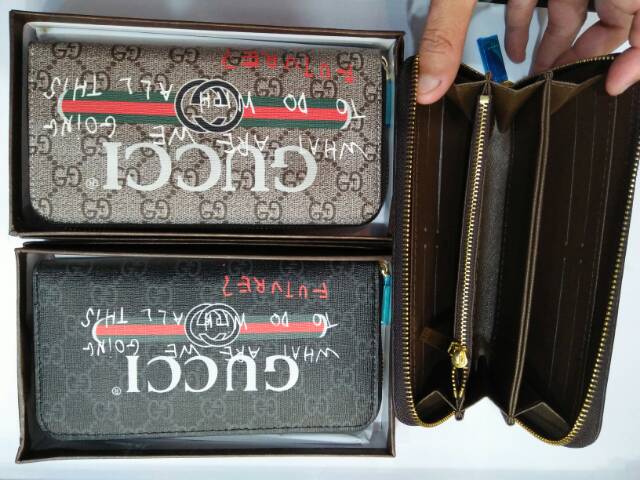 GUCCI®
WHAT ARE WE GOING
TO DO WITH ALL THIS
FUTURE?
GUCCI®
WHAT ARE WE GOING
TO DO WITH ALL THIS
FUTURE?